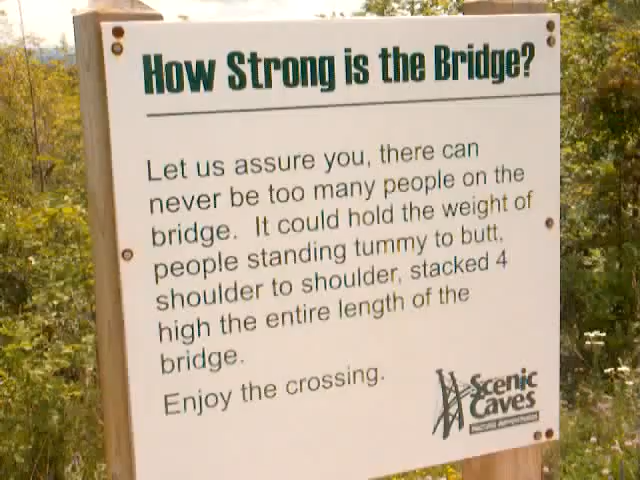 How Strong is the Bridge?
Let us assure you, there can
never be too many people on the
bridge. It could hold the weight of
people standing tummy to butt,
shoulder to shoulder, stacked 4
high the entire length of the
bridge.
Enjoy the crossing.
Scenic
Caves
NATURE ADVENTURES